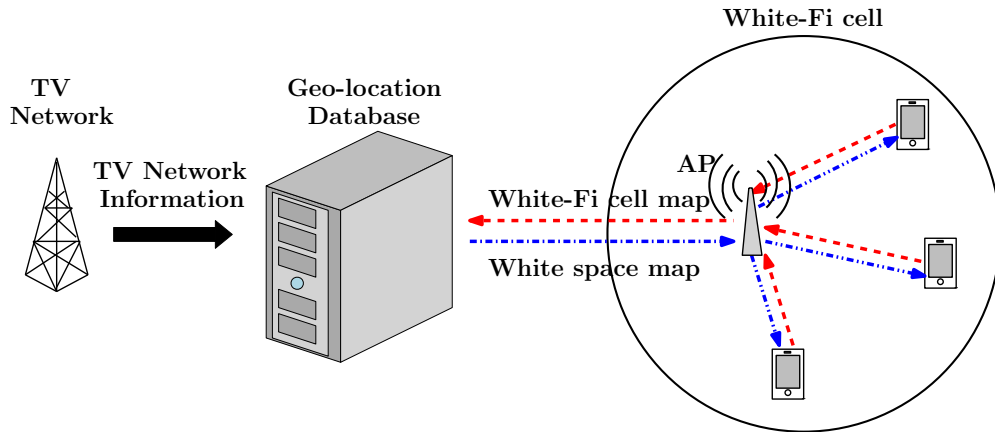 White-Fi cell
TV
Network
Geo-location
Database
TV Network
Information
AP
White-Fi cell map
White space map